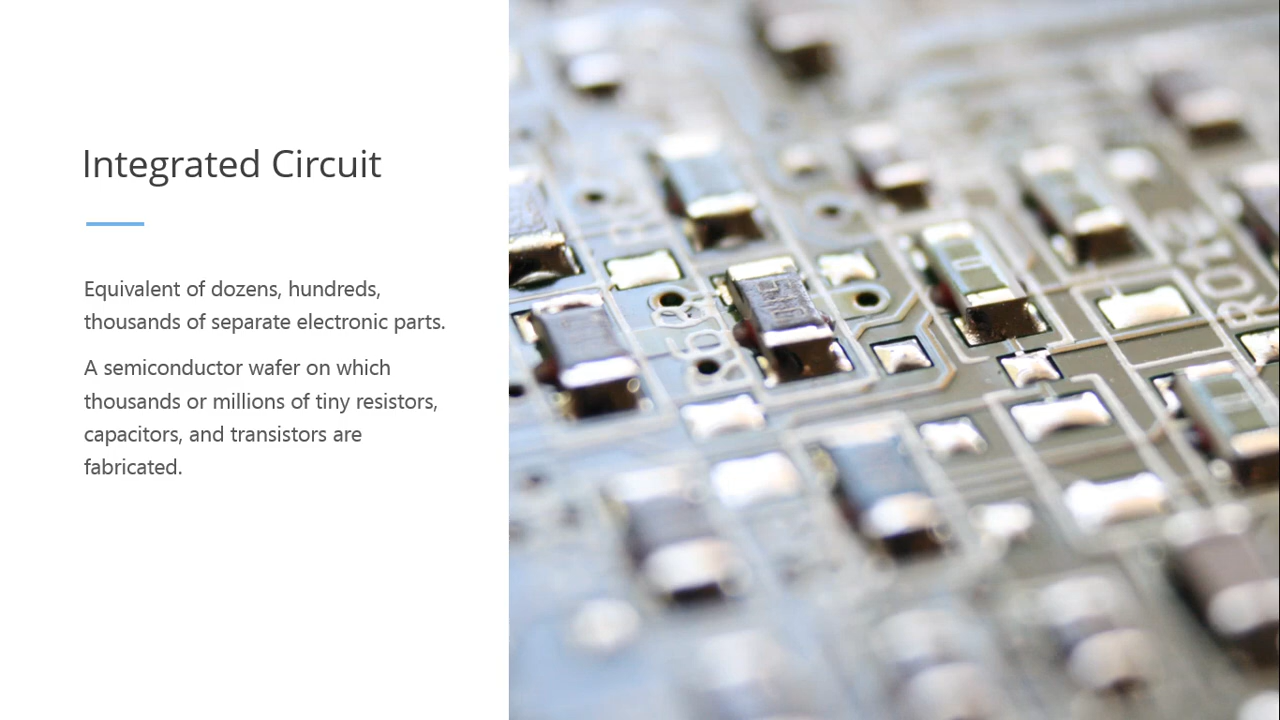 Integrated Circuit
Equivalent of dozens, hundreds,
thousands of separate electronic parts.
A semiconductor wafer on which
thousands or millions of tiny resistors,
capacitors, and transistors are
fabricated.